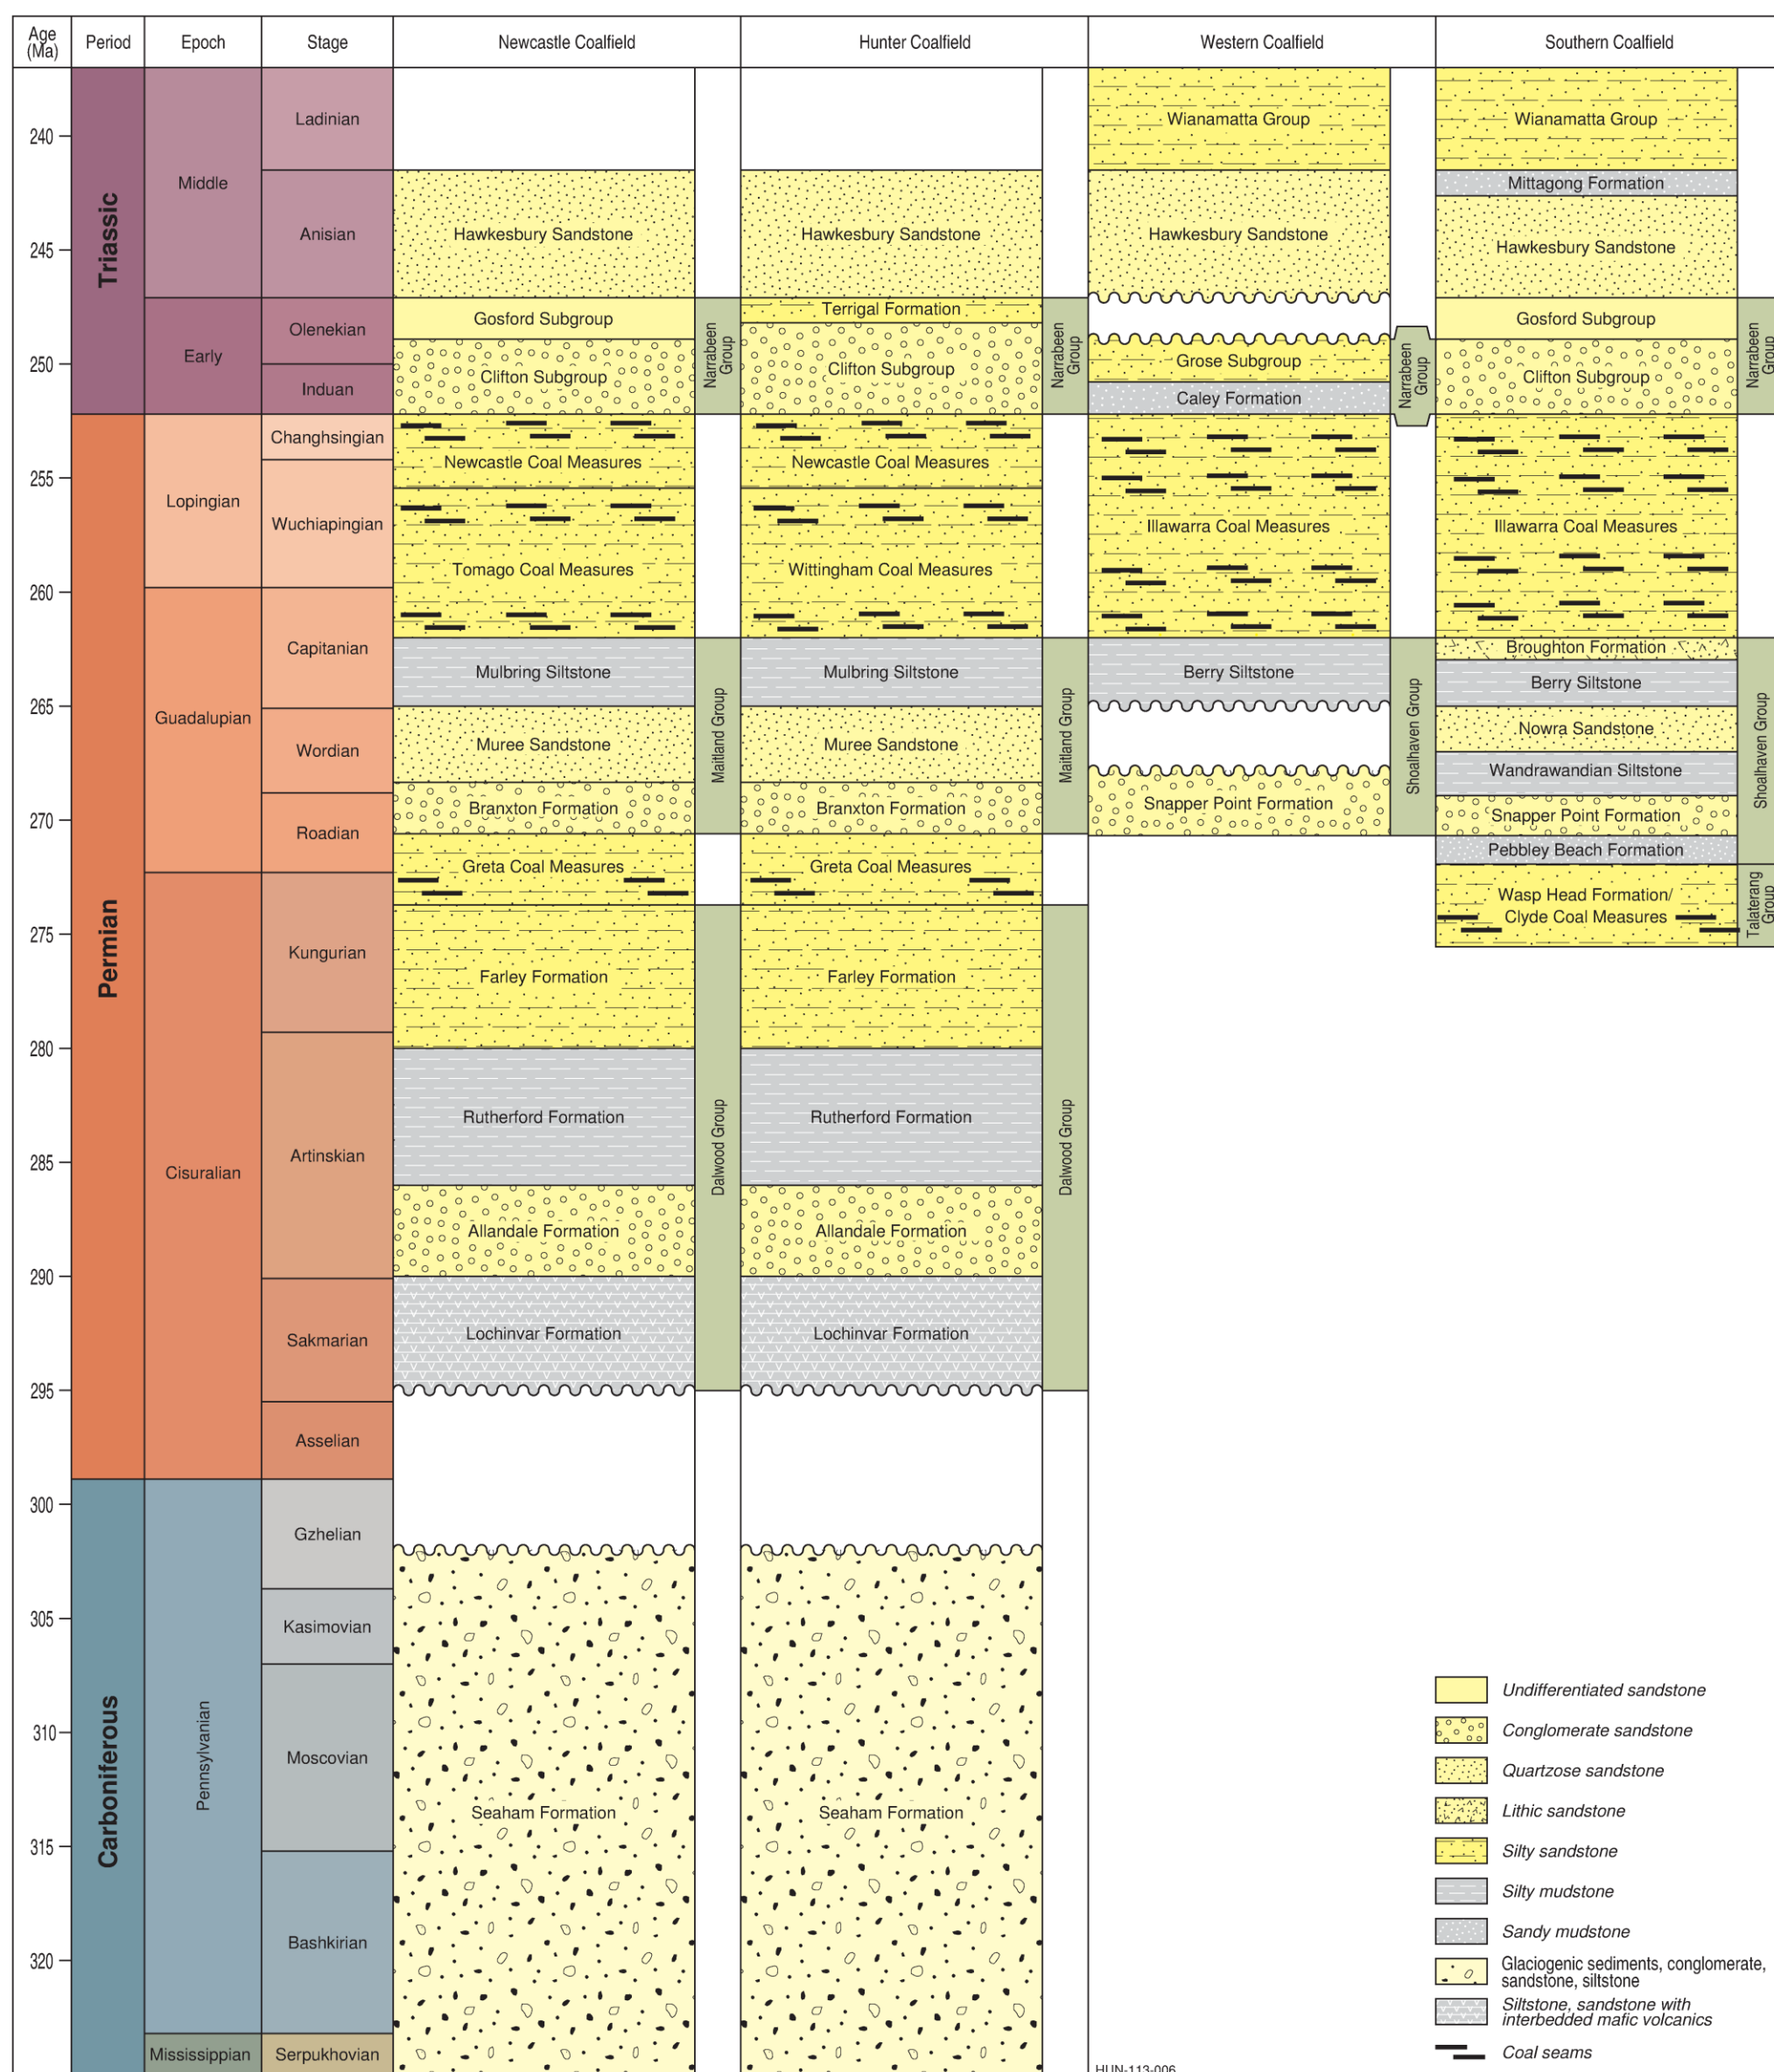 Age
(Ma)
Period
Epoch
Stage
Newcastle Coalfield
Hunter Coalfield
Western Coalfield
Southern Coalfield
240
245
250
255
260
265
270
275
280
285
290
295
300
305
310
315
320
Triassic
Permian
Carboniferous
Middle
Early
Lopingian
Guadalupian
Cisuralian
Pennsylvanian
Mississippian
Ladinian
Anisian
Olenekian
Induan
Changhsingian
Wuchiapingian
Capitanian
Wordian
Roadian
Kungurian
Artinskian
Sakmarian
Asselian
Gzhelian
Kasimovian
Moscovian
Bashkirian
Serpukhovian
Hawkesbury Sandstone
Gosford Subgroup
Clifton Subgroup
Newcastle Coal Measures
Tomago Coal Measures
Mulbring Siltstone
Muree Sandstone
Branxton Formation
Greta Coal Measures
Farley Formation
Rutherford Formation
Allandale Formation
Lochinvar Formation
Seaham Formation
Narrabeen
Group
Maitland Group
Dalwood Group
Hawkesbury Sandstone
Terrigal Formation
Clifton Subgroup
Newcastle Coal Measures
Wittingham Coal Measures
Mulbring Siltstone
Muree Sandstone
Branxton Formation
Greta Coal Measures
Farley Formation
Rutherford Formation
Allandale Formation
Lochinvar Formation
Seaham Formation
Narrabeen
Group
Maitland Group
Dalwood Group
Wianamatta Group
Hawkesbury Sandstone
Grose Subgroup
Caley Formation
Illawarra Coal Measures
Berry Siltstone
Snapper Point Formation
Narrabeen
Group
Shoalhaven Group
Wianamatta Group
Mittagong Formation
Hawkesbury Sandstone
Gosford Subgroup
Clifton Subgroup
Illawarra Coal Measures
Broughton Formation
Berry Siltstone
Nowra Sandstone
Wandrawandian Siltstone
Snapper Point Formation
Pebbley Beach Formation
Wasp Head Formation/
Clyde Coal Measures
Narrabeen
Group
Shoalhaven Group
Talaterang
Group
Undifferentiated sandstone
Conglomerate sandstone
Quartzose sandstone
Lithic sandstone
Silty sandstone
Silty mudstone
Sandy mudstone
Glaciogenic sediments, conglomerate,
sandstone, siltstone
Siltstone, sandstone with
interbedded mafic volcanics
Coal seams
HUN-113-006